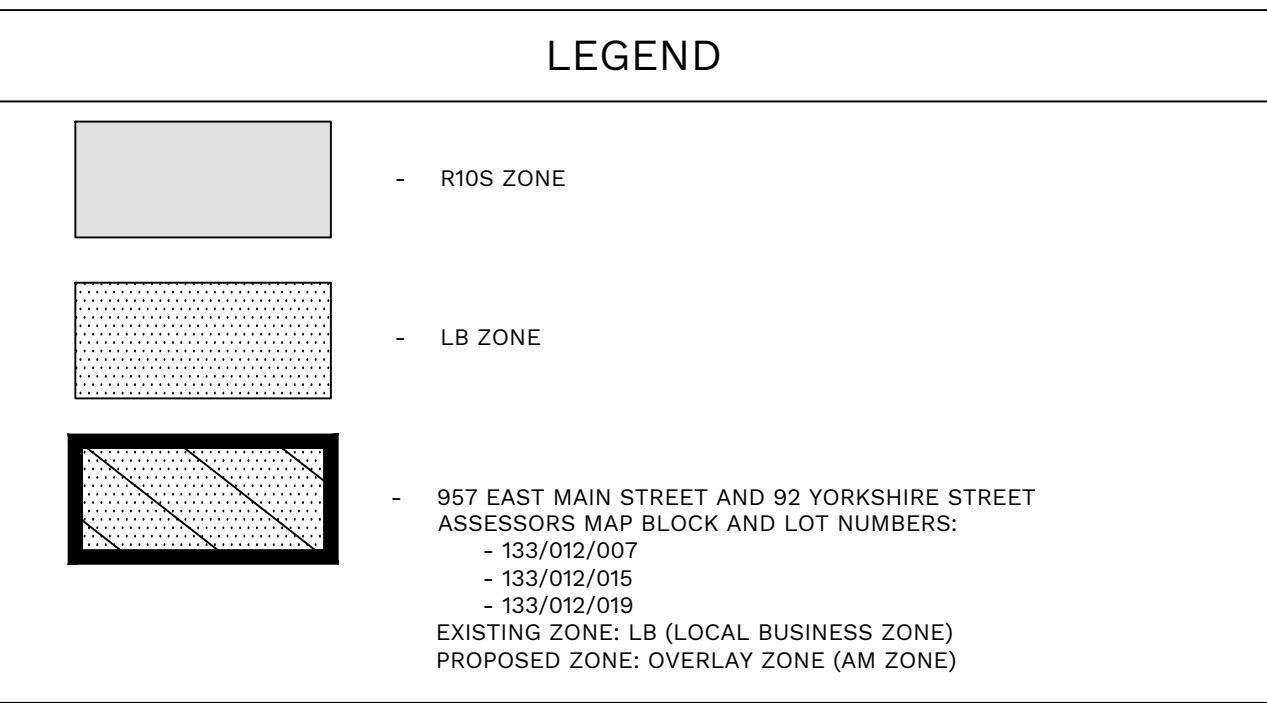 LEGEND
- R10S ZONE
- LB ZONE
- 957 EAST MAIN STREET AND 92 YORKSHIRE STREET
ASSESSORS MAP BLOCK AND LOT NUMBERS:
- 133/012/007
- 133/012/015
- 133/012/019
EXISTING ZONE: LB (LOCAL BUSINESS ZONE)
PROPOSED ZONE: OVERLAY ZONE (AM ZONE)